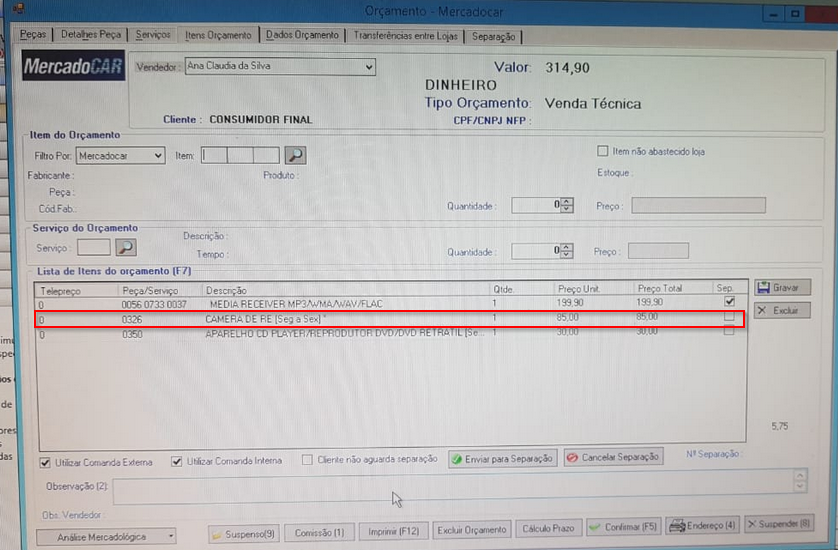 Orçamento - Mercadocar
Peças Detalhes Peça Serviços Itens Orçamento Dados Orçamento Transferências entre Lojas Separação
MercadoCAR
Vendedor: Ana Claudia da Silva
Valor: 314,90
DINHEIRO
Tipo Orçamento: Venda Técnica
Cliente : CONSUMIDOR FINAL
CPF/CNPJ NFP :
Item do Orçamento
Filtro Por: Mercadocar Item:
Item não abastecido loja
Fabricante : Produto : Estoque :
Peça :
Cód.Fab.: Quantidade : 0 Preço :
Serviço do Orçamento
Serviço : Descrição :
Tempo : Quantidade : 0 Preço :
Lista de Itens do orçamento (F7)
Telepreço Peça/Serviço Descrição Qtde. Preço Unit. Preço Total Sep.
0 0056 0733 0037 MEDIA RECEIVER MP3/WMA/WAV/FLAC 1 199,90 199,90
0 0326 CAMERA DE RE (Seg a Sex) * 1 85,00 85,00
0 0350 APARELHO CD PLAYER/REPRODUTOR DVD/DVD RETRATIL (Se... 1 30,00 30,00
Gravar
Excluir
5,75
Utilizar Comanda Externa Utilizar Comanda Interna Cliente não aguarda separação Enviar para Separação Cancelar Separação Nº Separação :
Observação (2):
Obs. Vendedor :
Análise Mercadológica Suspenso(9) Comissão (1) Imprimir (F12) Excluir Orçamento Cálculo Prazo Confirmar (F5) Endereço (4) Suspender (8)